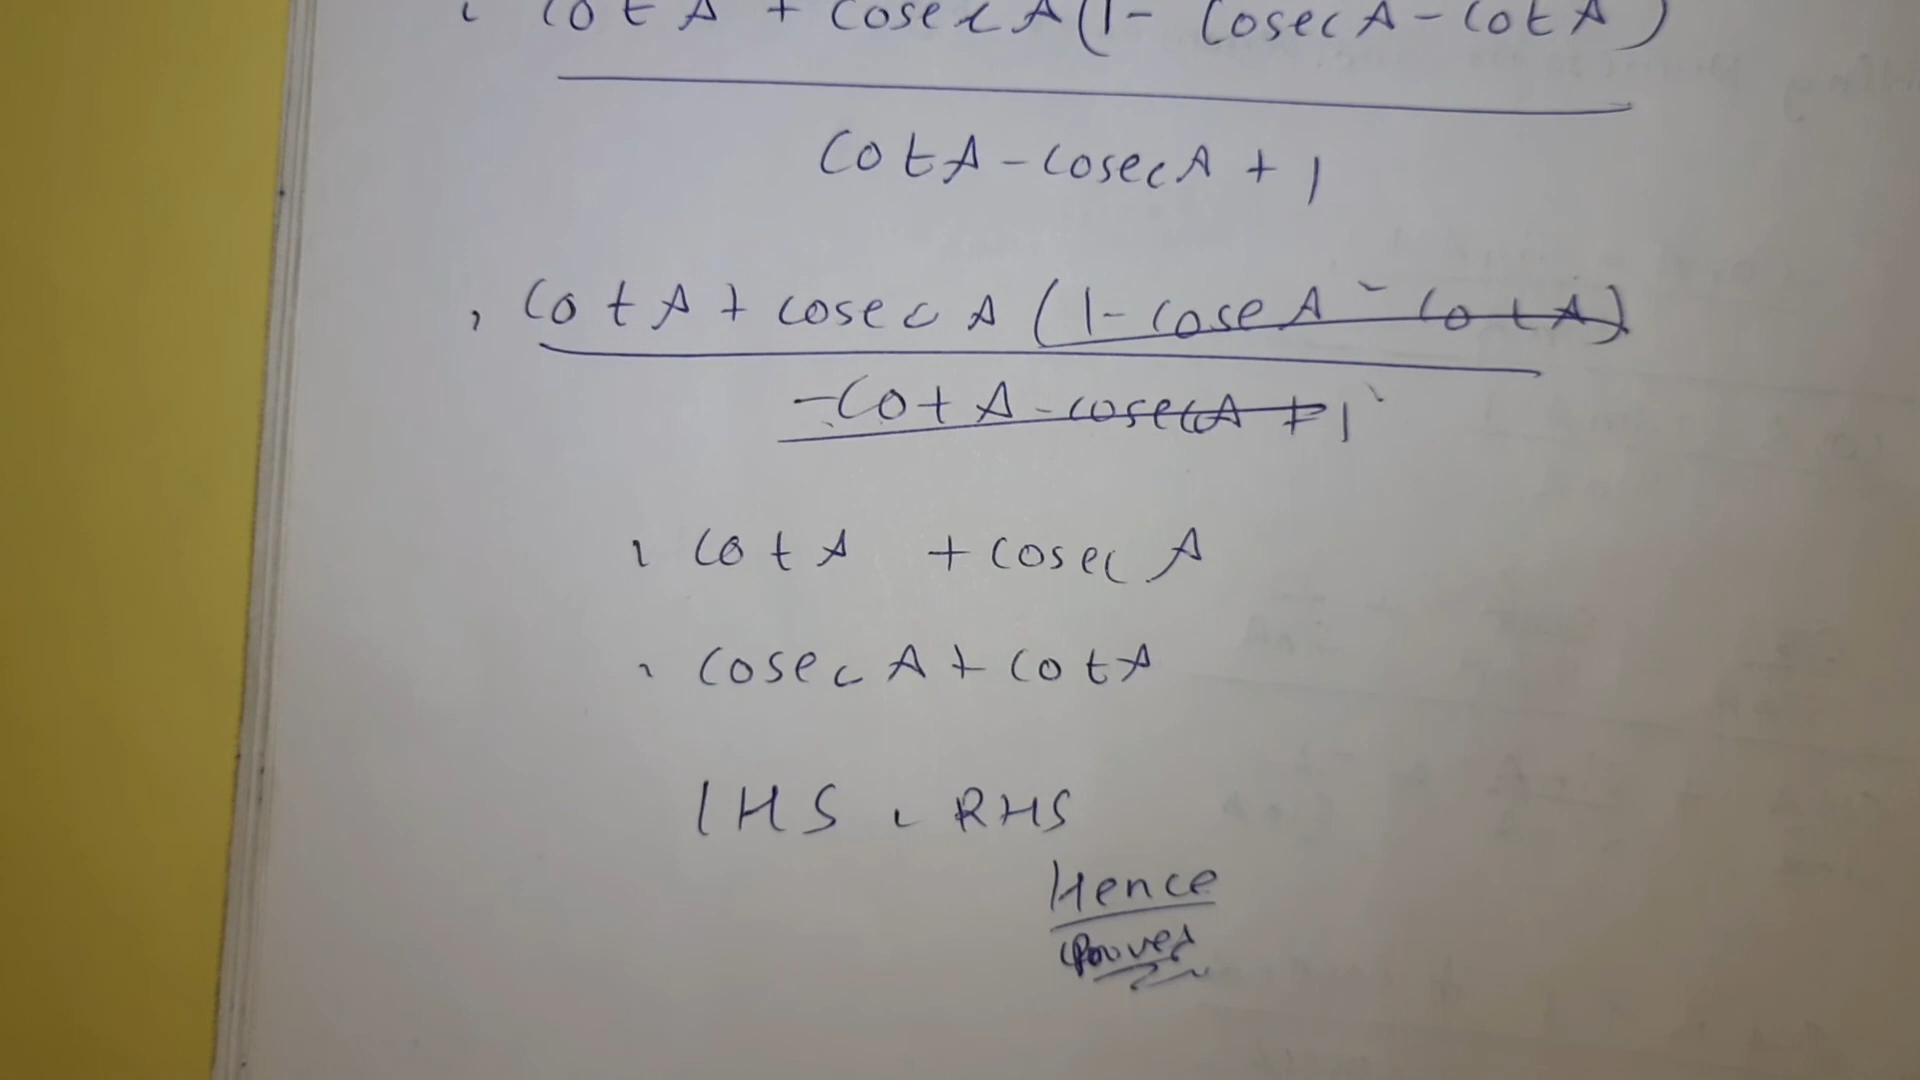 cot A + cosec A (1 - cosec A - cot A)
cot A - cosec A + 1
, cot A + cosec A (1 - cose A - cot A)
- cot A - cosec A + 1
cot A + cosec A
cosec A + cot A
LHS = RHS
Hence
Proved